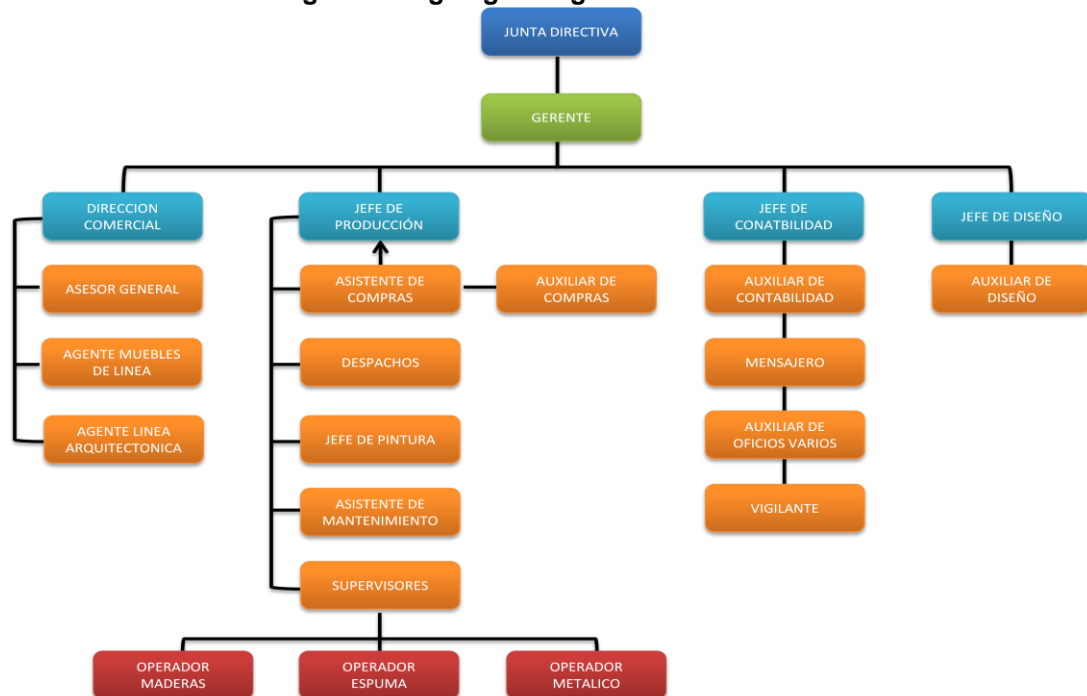 JUNTA DIRECTIVA
GERENTE
DIRECCION
COMERCIAL
JEFE DE
PRODUCCIÓN
JEFE DE
CONATBILIDAD
JEFE DE DISEÑO
ASESOR GENERAL
ASISTENTE DE
COMPRAS
AUXILIAR DE
COMPRAS
AUXILIAR DE
CONTABILIDAD
AUXILIAR DE
DISEÑO
AGENTE MUEBLES
DE LINEA
DESPACHOS
MENSAJERO
AGENTE LINEA
ARQUITECTONICA
JEFE DE PINTURA
AUXILIAR DE
OFICIOS VARIOS
ASISTENTE DE
MANTENIMIENTO
VIGILANTE
SUPERVISORES
OPERADOR
MADERAS
OPERADOR
ESPUMA
OPERADOR
METALICO